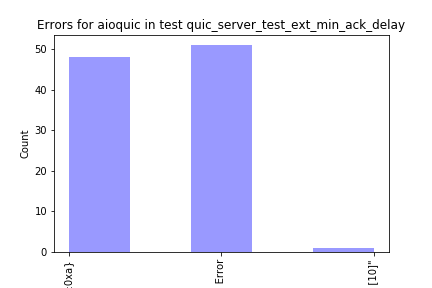 Errors for aioquic in test quic_server_test_ext_min_ack_delay
50
40
30
20
10
0
Count
:0xa}
Error
[10]"